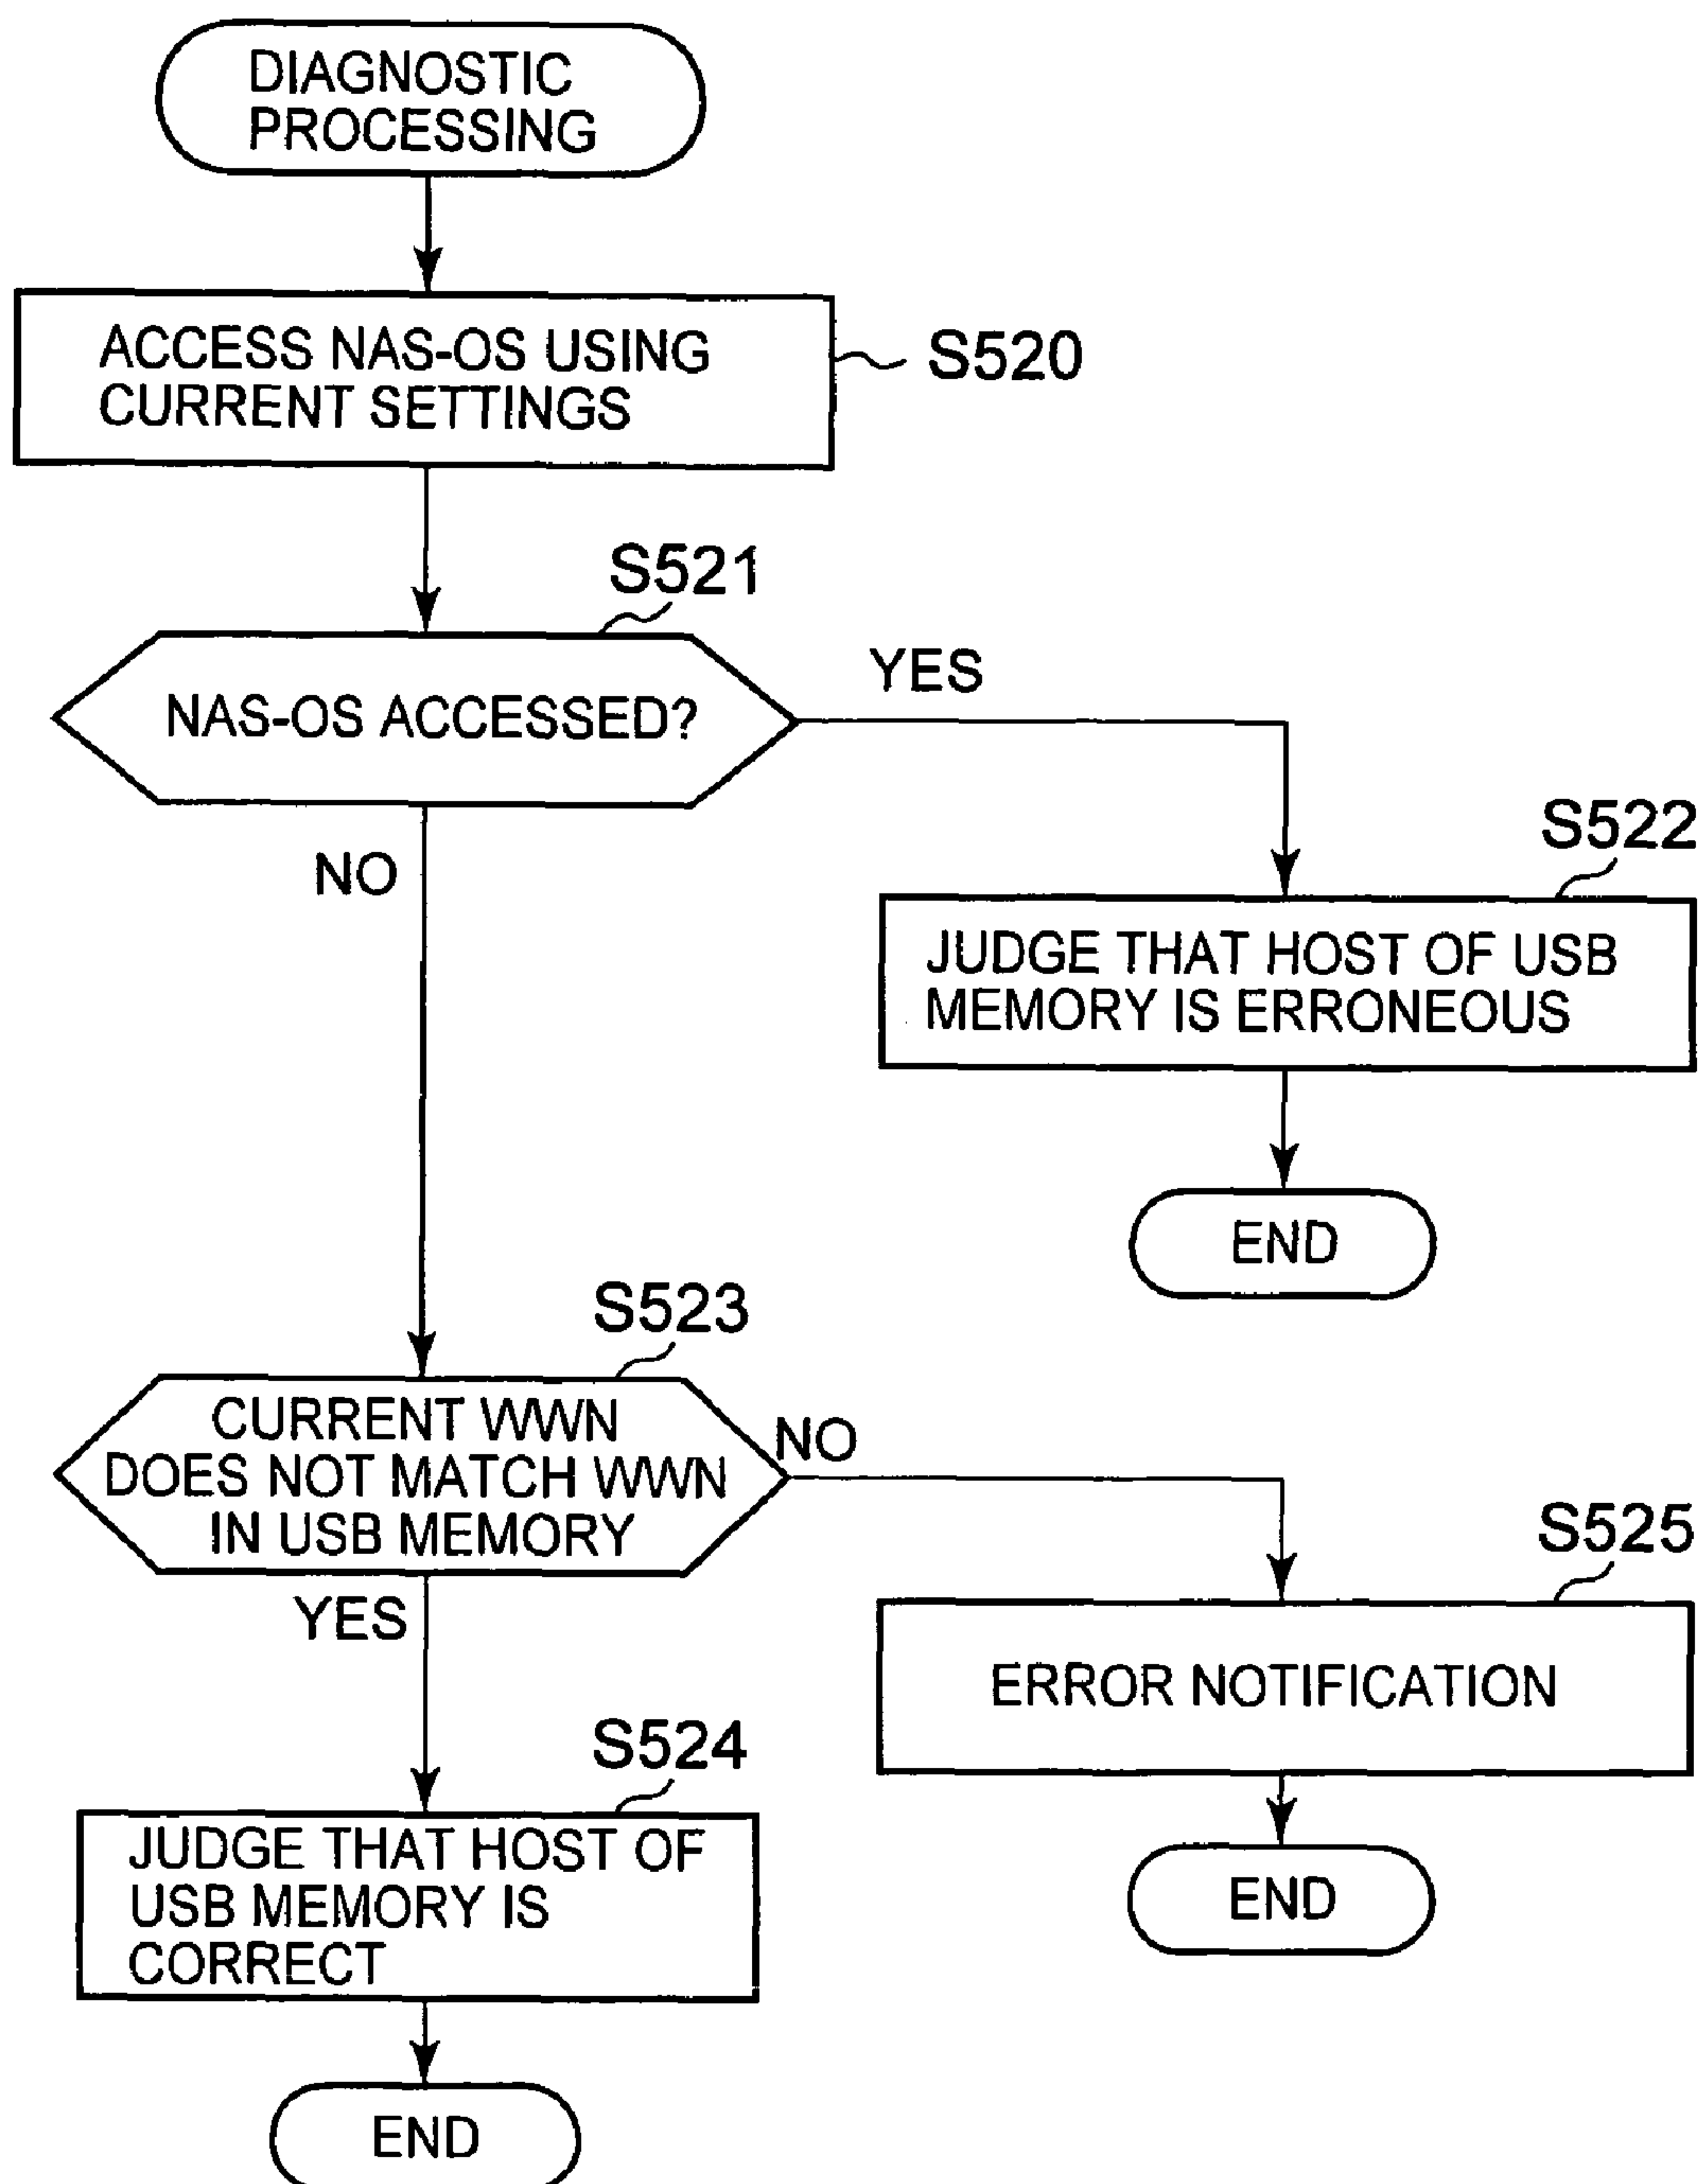 DIAGNOSTIC
PROCESSING
ACCESS NAS-OS USING
CURRENT SETTINGS
S520
S521
NAS-OS ACCESSED?
YES
NO
S522
JUDGE THAT HOST OF USB
MEMORY IS ERRONEOUS
END
S523
CURRENT WWN
DOES NOT MATCH WWN
IN USB MEMORY
NO
YES
S525
ERROR NOTIFICATION
END
S524
JUDGE THAT HOST OF
USB MEMORY IS
CORRECT
END